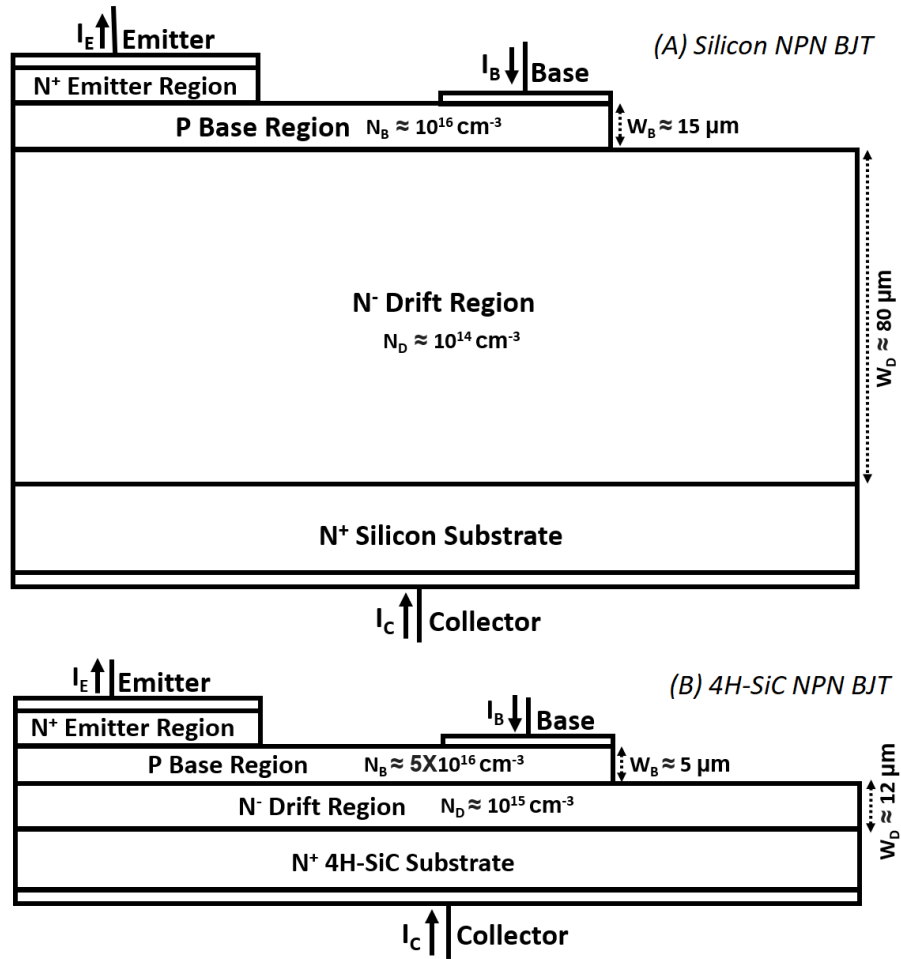 I_E Emitter
(A) Silicon NPN BJT
I_B Base
N⁺ Emitter Region
P Base Region N_B ≈ 10¹⁶ cm⁻³
W_B ≈ 15 μm
N⁻ Drift Region
N_D ≈ 10¹⁴ cm⁻³
W_D ≈ 80 μm
N⁺ Silicon Substrate
I_C Collector
I_E Emitter
(B) 4H-SiC NPN BJT
I_B Base
N⁺ Emitter Region
P Base Region N_B ≈ 5X10¹⁶ cm⁻³
W_B ≈ 5 μm
N⁻ Drift Region N_D ≈ 10¹⁵ cm⁻³
W_D ≈ 12 μm
N⁺ 4H-SiC Substrate
I_C Collector